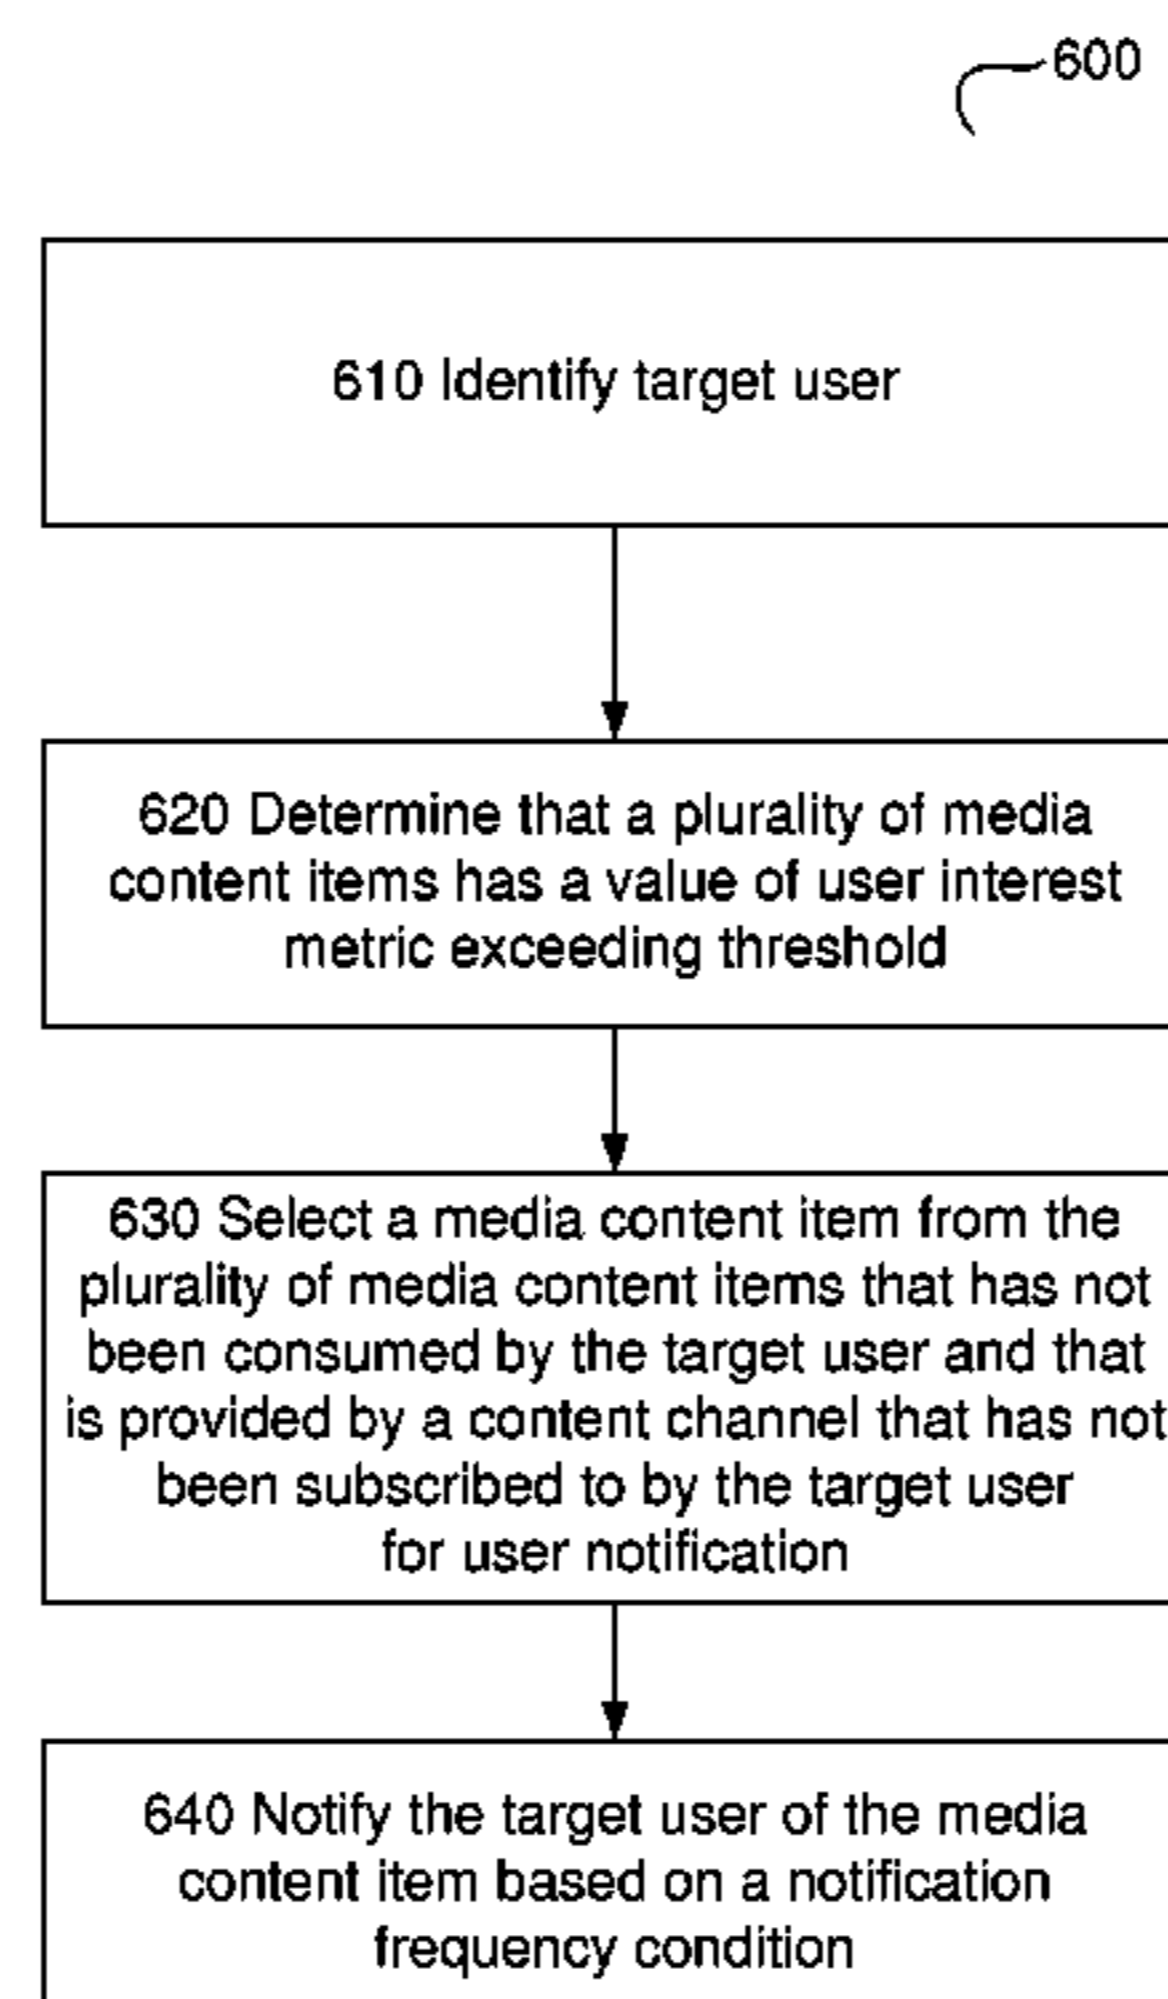 600
610 Identify target user
620 Determine that a plurality of media
content items has a value of user interest
metric exceeding threshold
630 Select a media content item from the
plurality of media content items that has not
been consumed by the target user and that
is provided by a content channel that has not
been subscribed to by the target user
for user notification
640 Notify the target user of the media
content item based on a notification
frequency condition